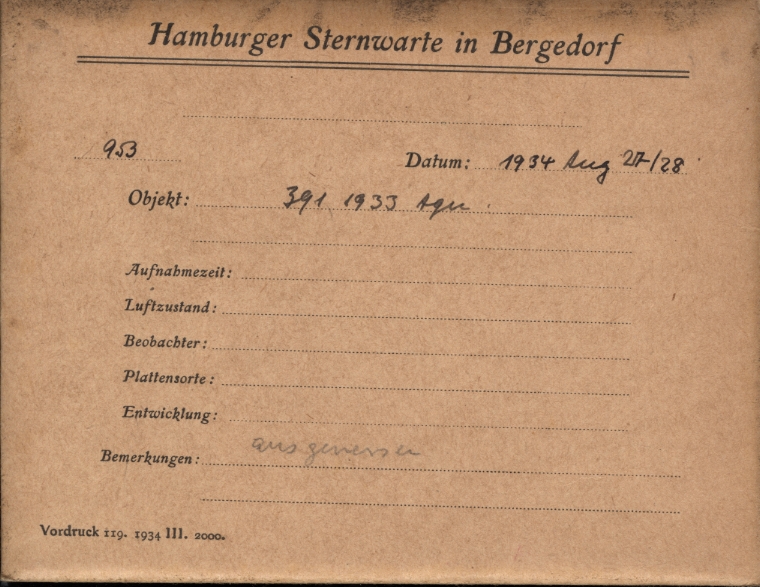 Hamburger Sternwarte in Bergedorf
953 Datum: 1934 Aug 27/28
Objekt: 391 1933 Aqu
Aufnahmezeit:
Luftzustand:
Beobachter:
Plattensorte:
Entwicklung:
Bemerkungen: ausgemessen
Vordruck 119. 1934 III. 2000.